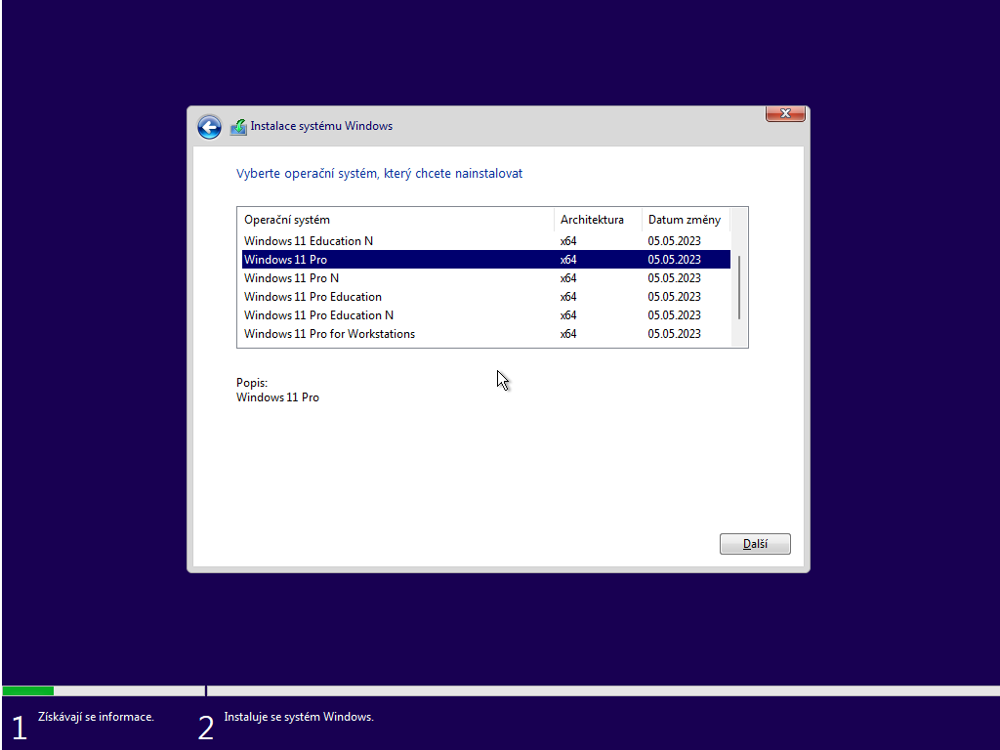 Instalace systému Windows
Vyberte operační systém, který chcete nainstalovat
Operační systém Architektura Datum změny
Windows 11 Education N x64 05.05.2023
Windows 11 Pro x64 05.05.2023
Windows 11 Pro N x64 05.05.2023
Windows 11 Pro Education x64 05.05.2023
Windows 11 Pro Education N x64 05.05.2023
Windows 11 Pro for Workstations x64 05.05.2023
Popis:
Windows 11 Pro
Další
1 Získávají se informace. 2 Instaluje se systém Windows.